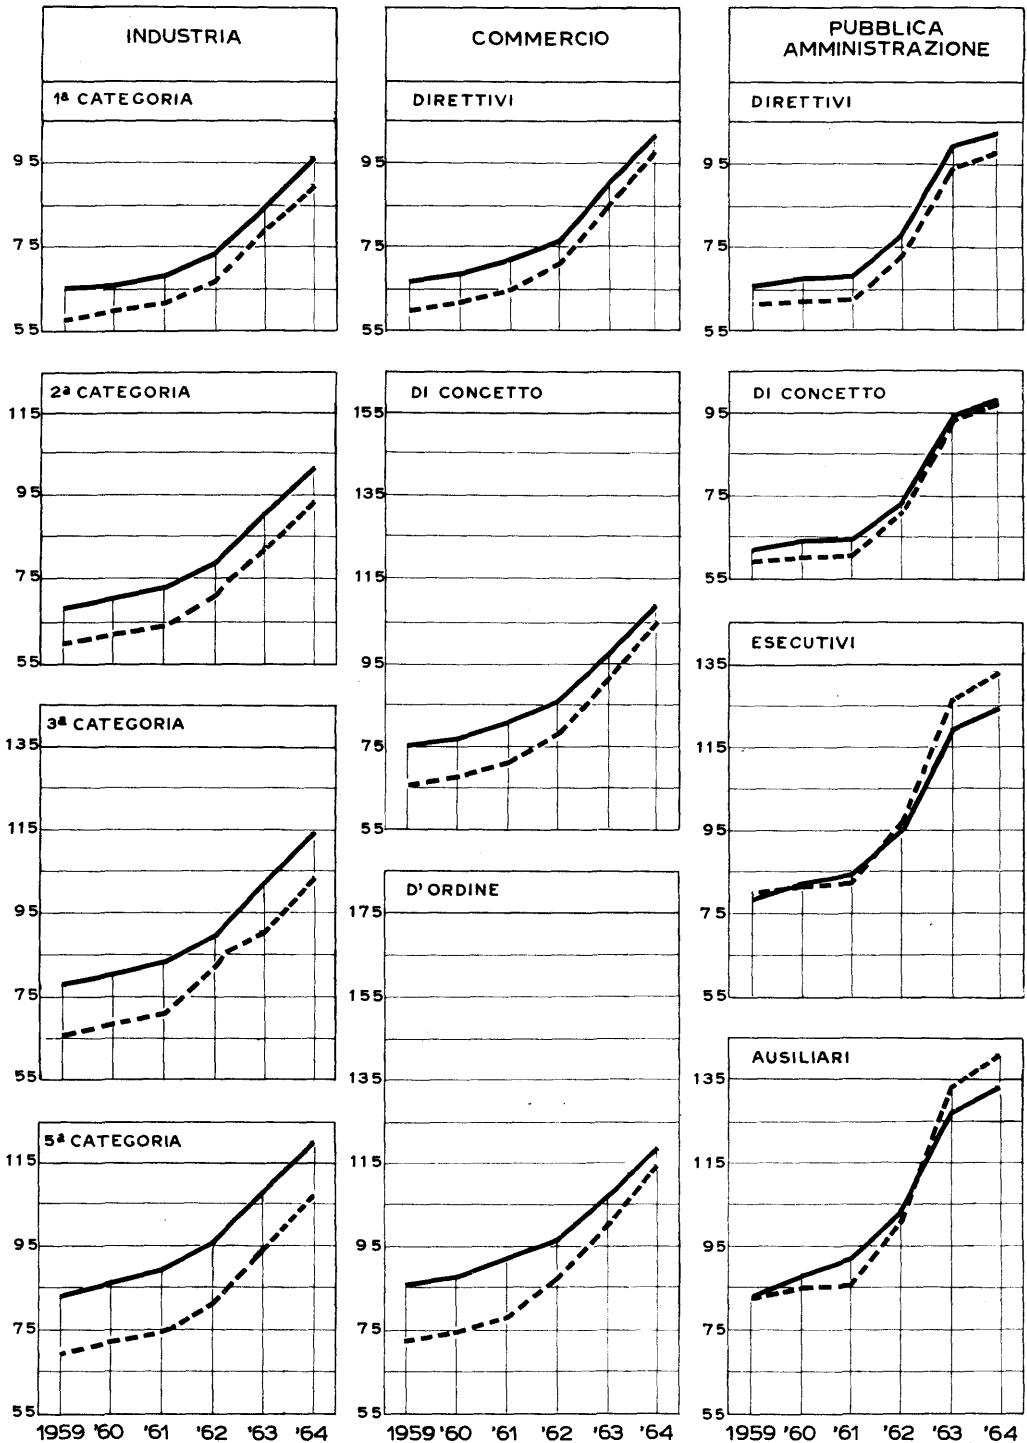 INDUSTRIA
1ª CATEGORIA
95
75
55
2ª CATEGORIA
115
95
75
55
3ª CATEGORIA
135
115
95
75
55
5ª CATEGORIA
115
95
75
55
1959 '60 '61 '62 '63 '64
COMMERCIO
DIRETTIVI
95
75
55
DI CONCETTO
155
135
115
95
75
55
D'ORDINE
175
155
135
115
95
75
55
1959 '60 '61 '62 '63 '64
PUBBLICA
AMMINISTRAZIONE
DIRETTIVI
95
75
55
DI CONCETTO
95
75
55
ESECUTIVI
135
115
95
75
55
AUSILIARI
135
115
95
75
55
1959 '60 '61 '62 '63 '64